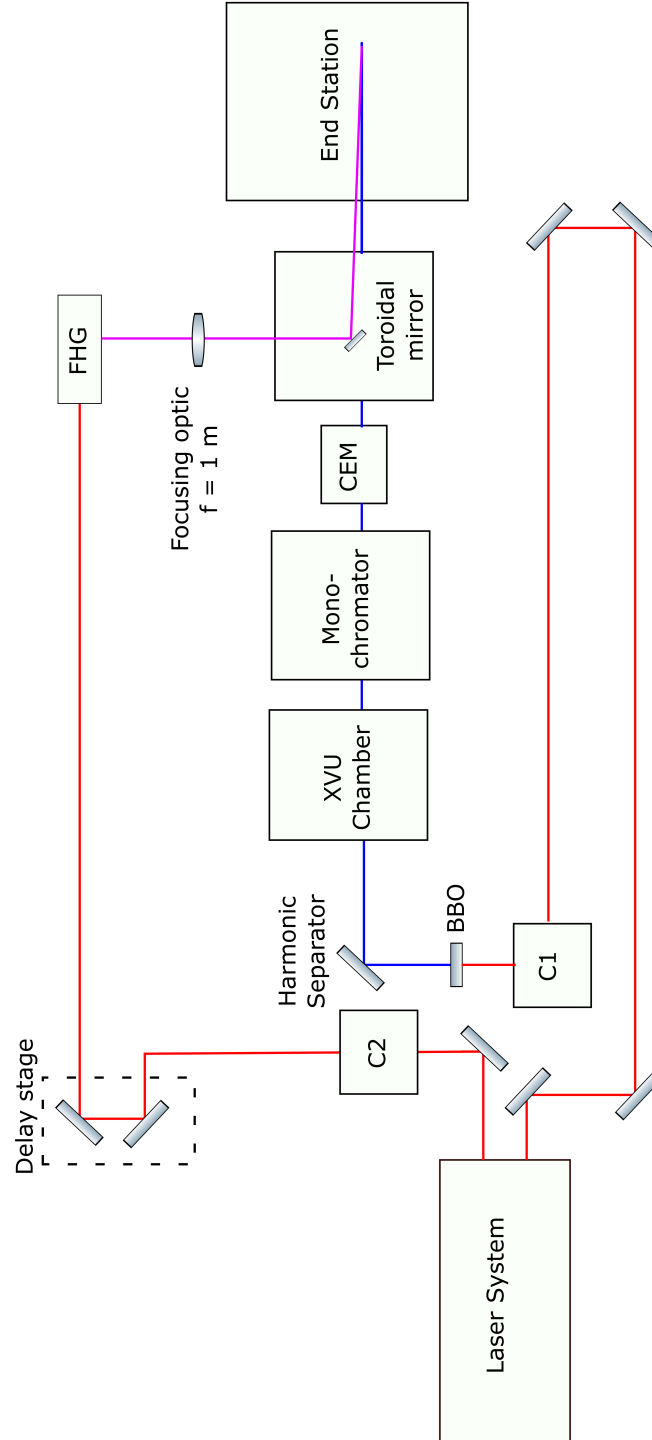 End Station
Toroidal
mirror
FHG
Focusing optic
f = 1 m
CEM
Mono-
chromator
XVU
Chamber
Harmonic
Separator
BBO
C1
C2
Delay stage
Laser System